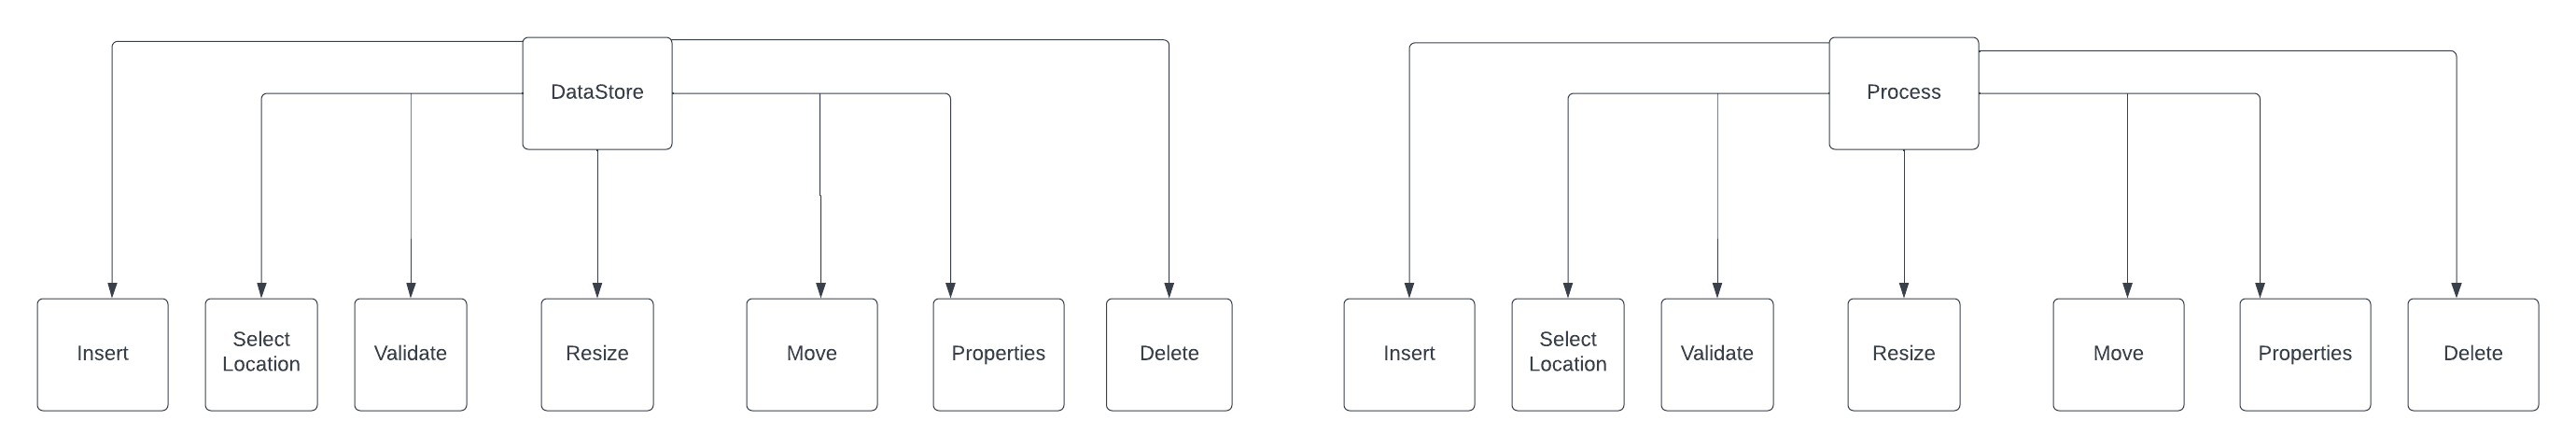 DataStore
Process
Insert
Select
Location
Validate
Resize
Move
Properties
Delete
Insert
Select
Location
Validate
Resize
Move
Properties
Delete